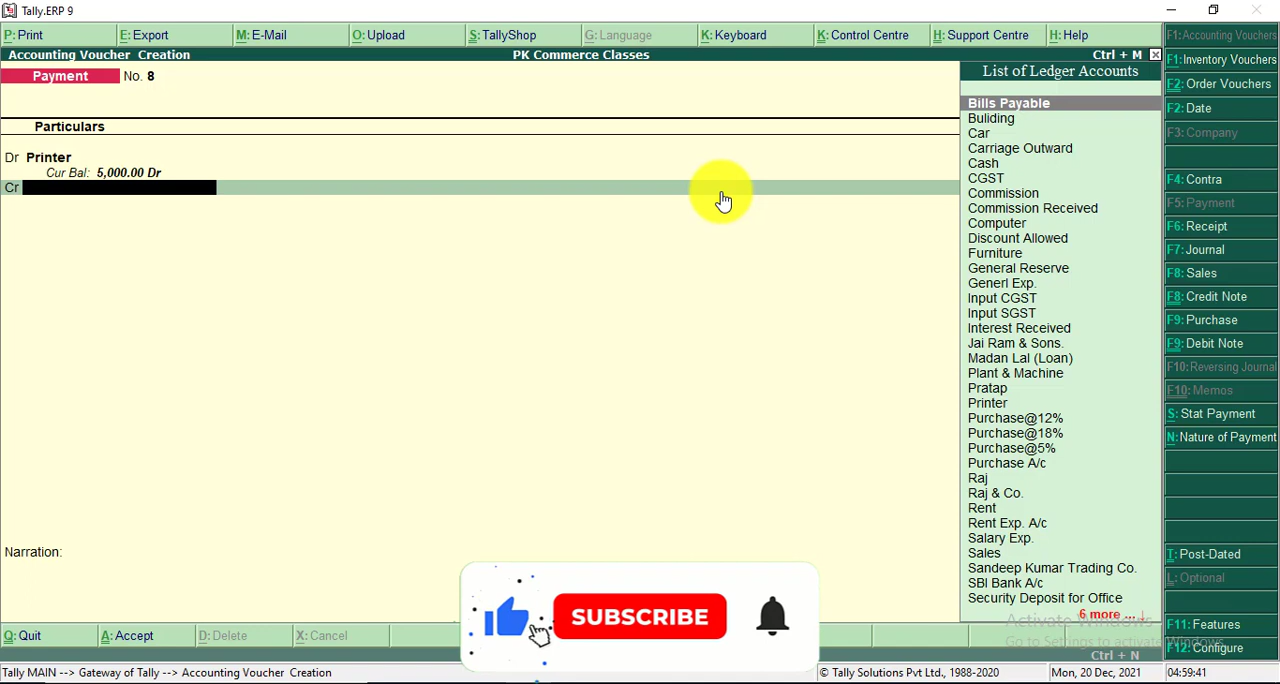 Tally.ERP 9
P: Print E: Export M: E-Mail O: Upload S: TallyShop G: Language K: Keyboard K: Control Centre H: Support Centre H: Help
Accounting Voucher Creation PK Commerce Classes Ctrl + M
Payment No. 8
Particulars
Dr Printer
Cur Bal: 5,000.00 Dr
Cr
Narration:
List of Ledger Accounts
Bills Payable
Buliding
Car
Carriage Outward
Cash
CGST
Commission
Commission Received
Computer
Discount Allowed
Furniture
General Reserve
Generl Exp.
Input CGST
Input SGST
Interest Received
Jai Ram & Sons.
Madan Lal (Loan)
Plant & Machine
Pratap
Printer
Purchase@12%
Purchase@18%
Purchase@5%
Purchase A/c
Raj
Raj & Co.
Rent
Rent Exp. A/c
Salary Exp.
Sales
Sandeep Kumar Trading Co.
SBI Bank A/c
Security Deposit for Office
6 more ...
F1: Accounting Vouchers
F1: Inventory Vouchers
F2: Order Vouchers
F2: Date
F3: Company
F4: Contra
F5: Payment
F6: Receipt
F7: Journal
F8: Sales
F8: Credit Note
F9: Purchase
F9: Debit Note
F10: Reversing Journal
F10: Memos
S: Stat Payment
N: Nature of Payment
T: Post-Dated
L: Optional
F11: Features
F12: Configure
Activate Windows
Go to Settings to activate Windows.
SUBSCRIBE
Q: Quit A: Accept D: Delete X: Cancel
Ctrl + N
Tally MAIN --> Gateway of Tally --> Accounting Voucher Creation © Tally Solutions Pvt Ltd., 1988-2020 Mon, 20 Dec, 2021 04:59:41